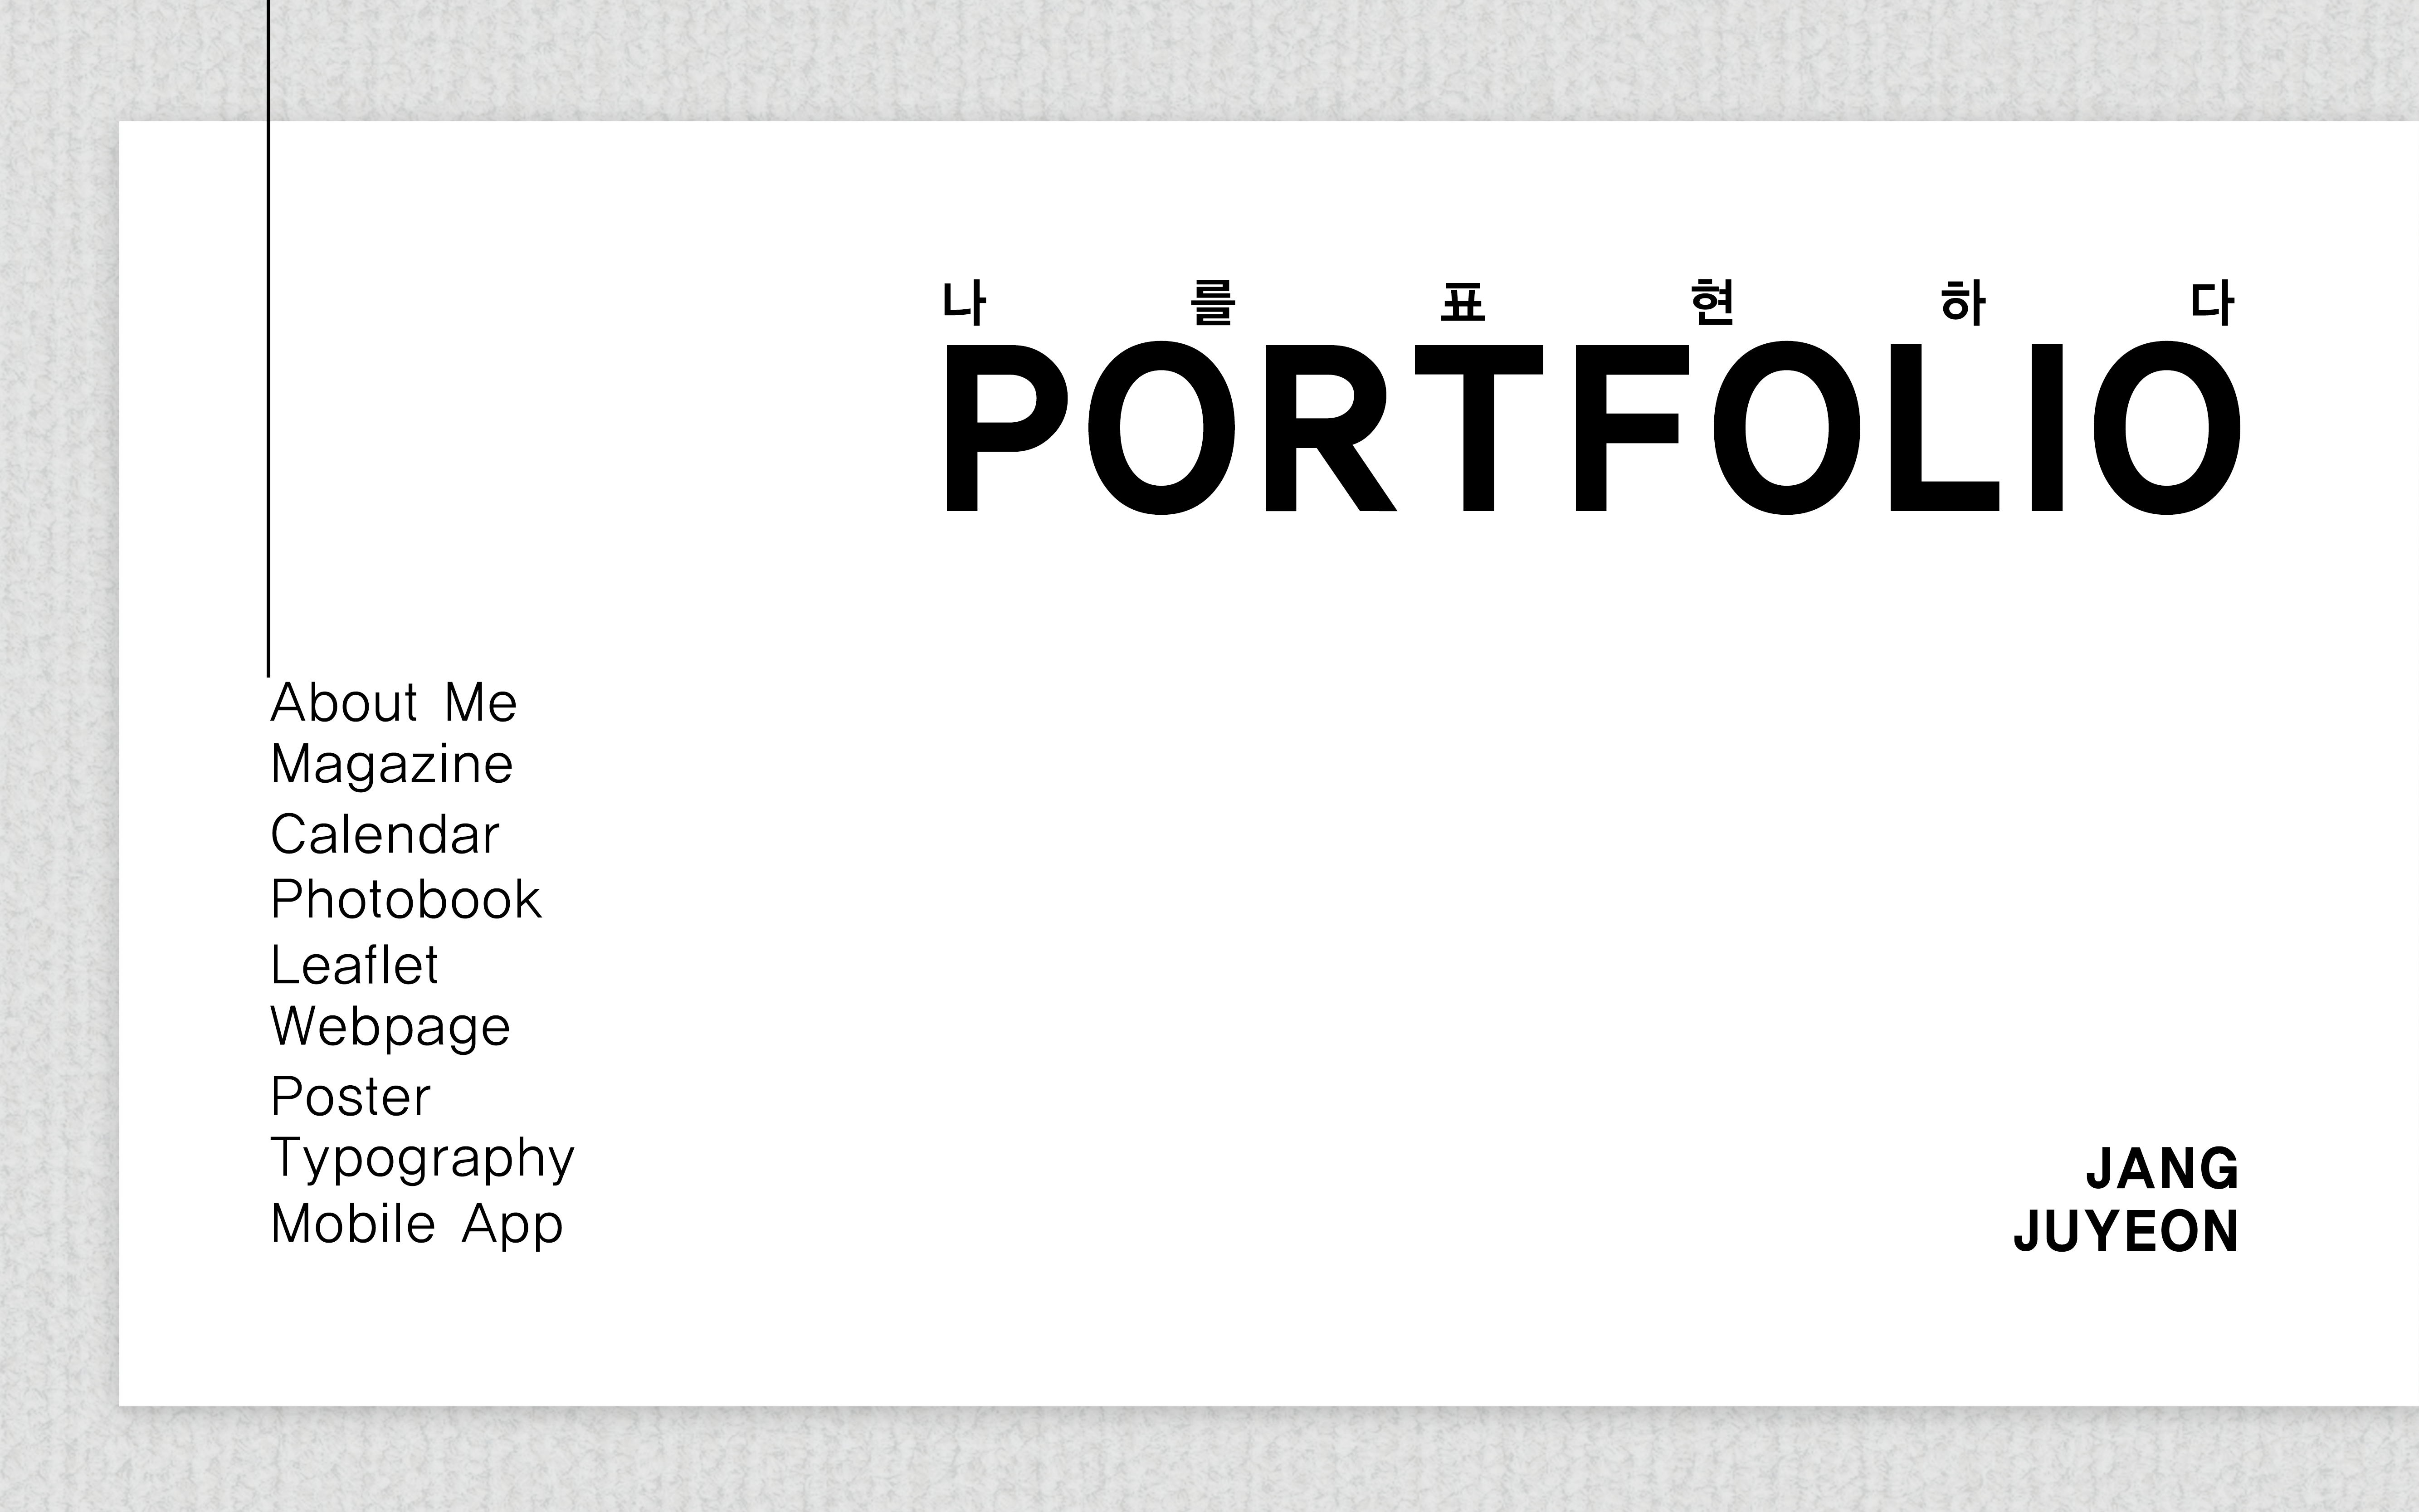 나를표현하다
PORTFOLIO
About Me
Magazine
Calendar
Photobook
Leaflet
Webpage
Poster
Typography
Mobile App
JANG
JUYEON